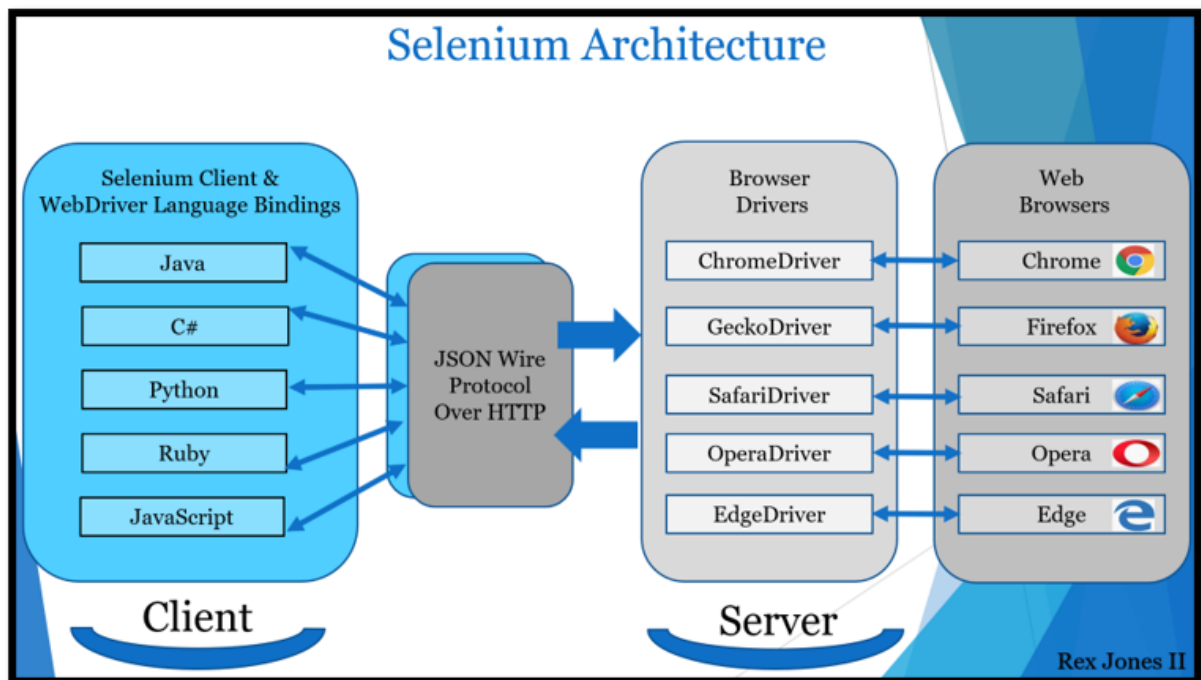 Selenium Architecture
Selenium Client &
WebDriver Language Bindings
Java
C#
Python
Ruby
JavaScript
JSON Wire
Protocol
Over HTTP
Browser
Drivers
ChromeDriver
GeckoDriver
SafariDriver
OperaDriver
EdgeDriver
Web
Browsers
Chrome
Firefox
Safari
Opera
Edge
Client
Server
Rex Jones II